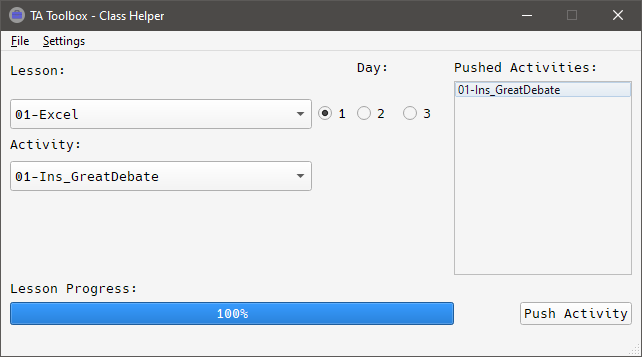 TA Toolbox - Class Helper
File Settings
Lesson:
Day:
Pushed Activities:
01-Excel
1 2 3
01-Ins_GreatDebate
Activity:
01-Ins_GreatDebate
Lesson Progress:
100%
Push Activity